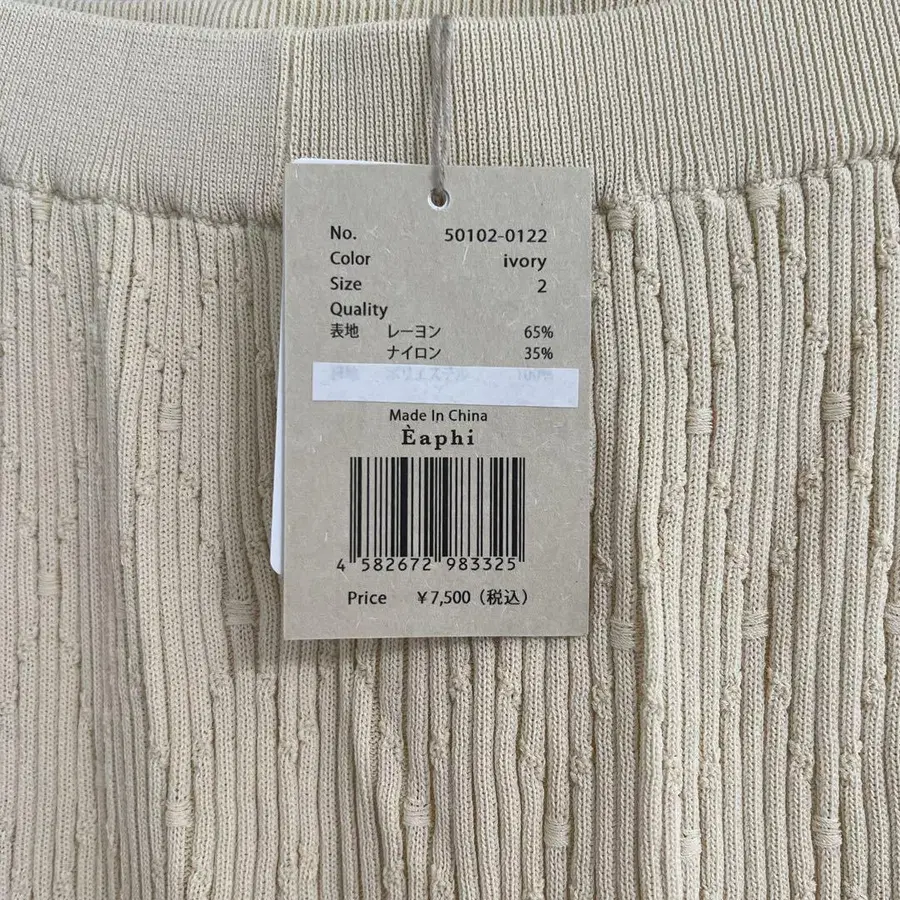 No. 50102-0122
Color ivory
Size 2
Quality
表地 レーヨン 65%
ナイロン 35%
Made In China
Èaphi
4 582672 983325
Price ¥7,500（税込）